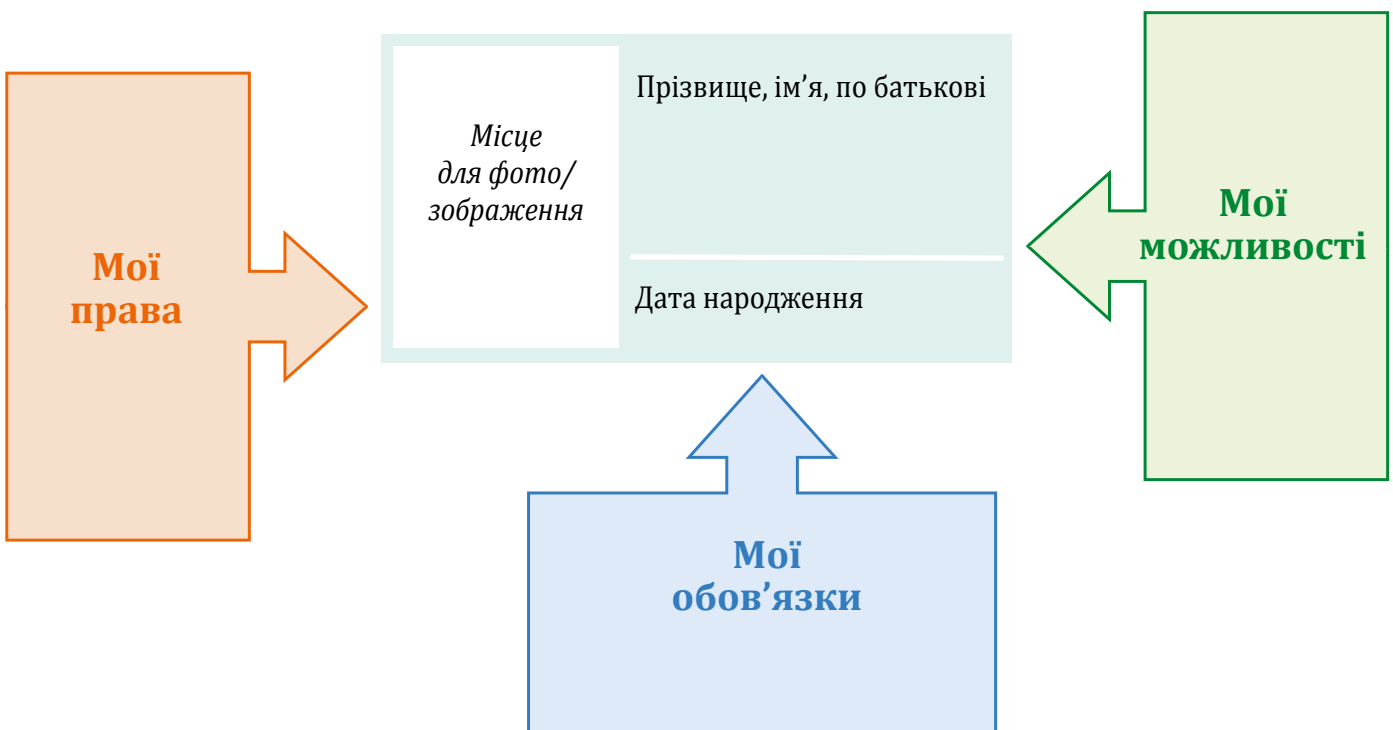 Прізвище, ім’я, по батькові
Місце
для фото/
зображення
Дата народження
Мої
права
Мої
можливості
Мої
обов’язки